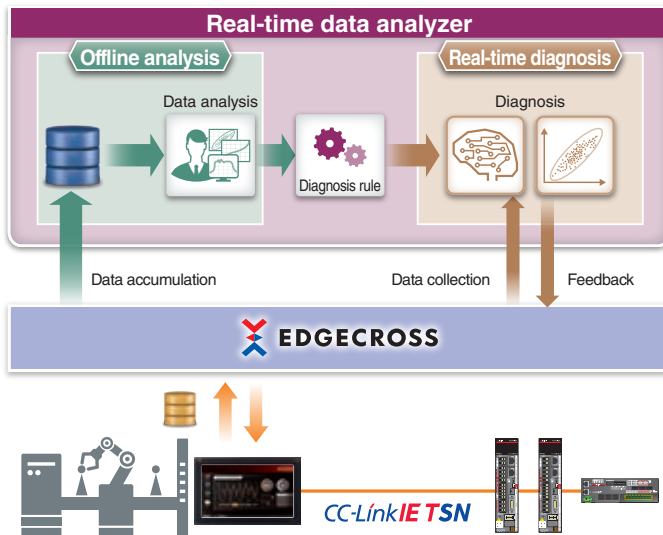 Real-time data analyzer
Offline analysis
Real-time diagnosis
Data analysis
Diagnosis
Diagnosis rule
Data accumulation
Data collection
Feedback
EDGECROSS
CC-Link IE TSN